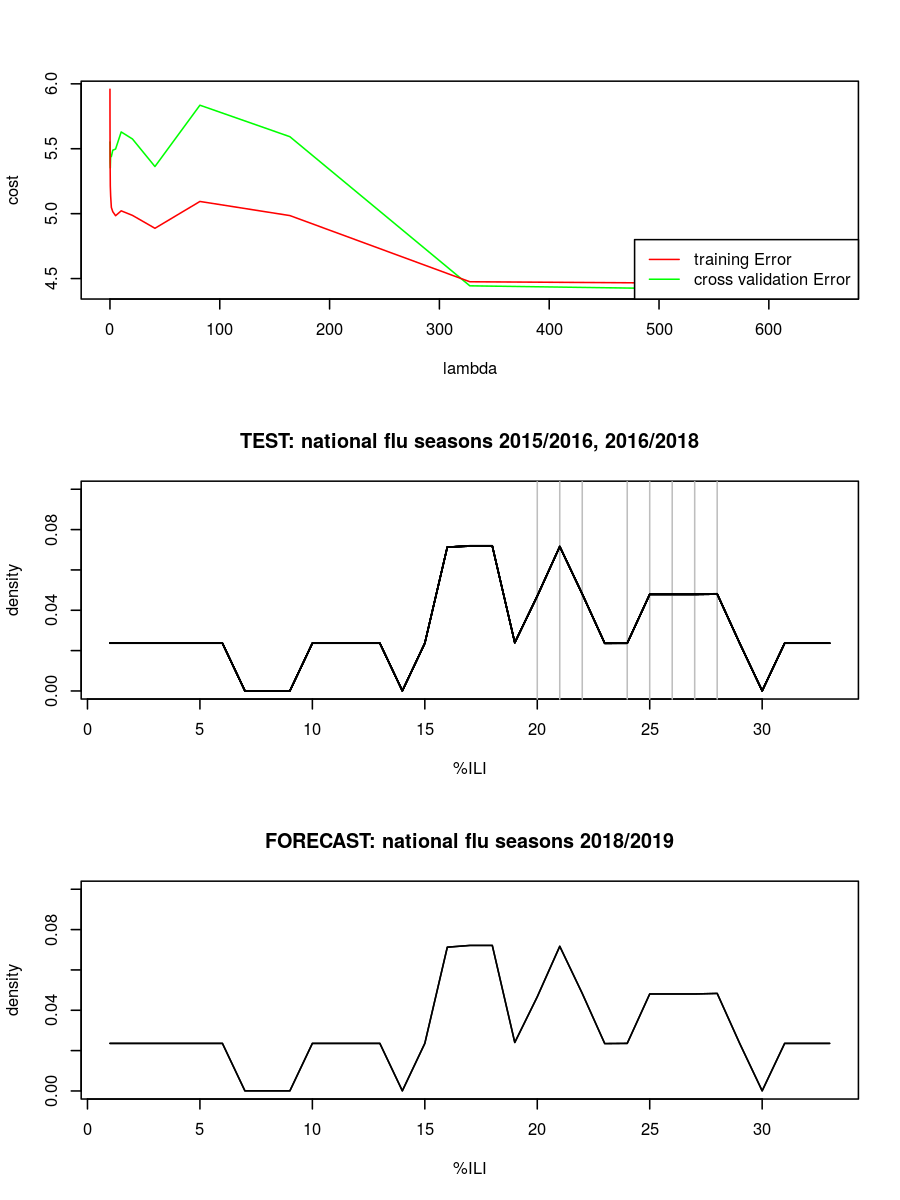 6.0
5.5
5.0
4.5
cost
training Error
cross validation Error
0 100 200 300 400 500 600
lambda
TEST: national flu seasons 2015/2016, 2016/2018
0.08
0.04
0.00
density
0 5 10 15 20 25 30
%ILI
FORECAST: national flu seasons 2018/2019
0.08
0.04
0.00
density
0 5 10 15 20 25 30
%ILI